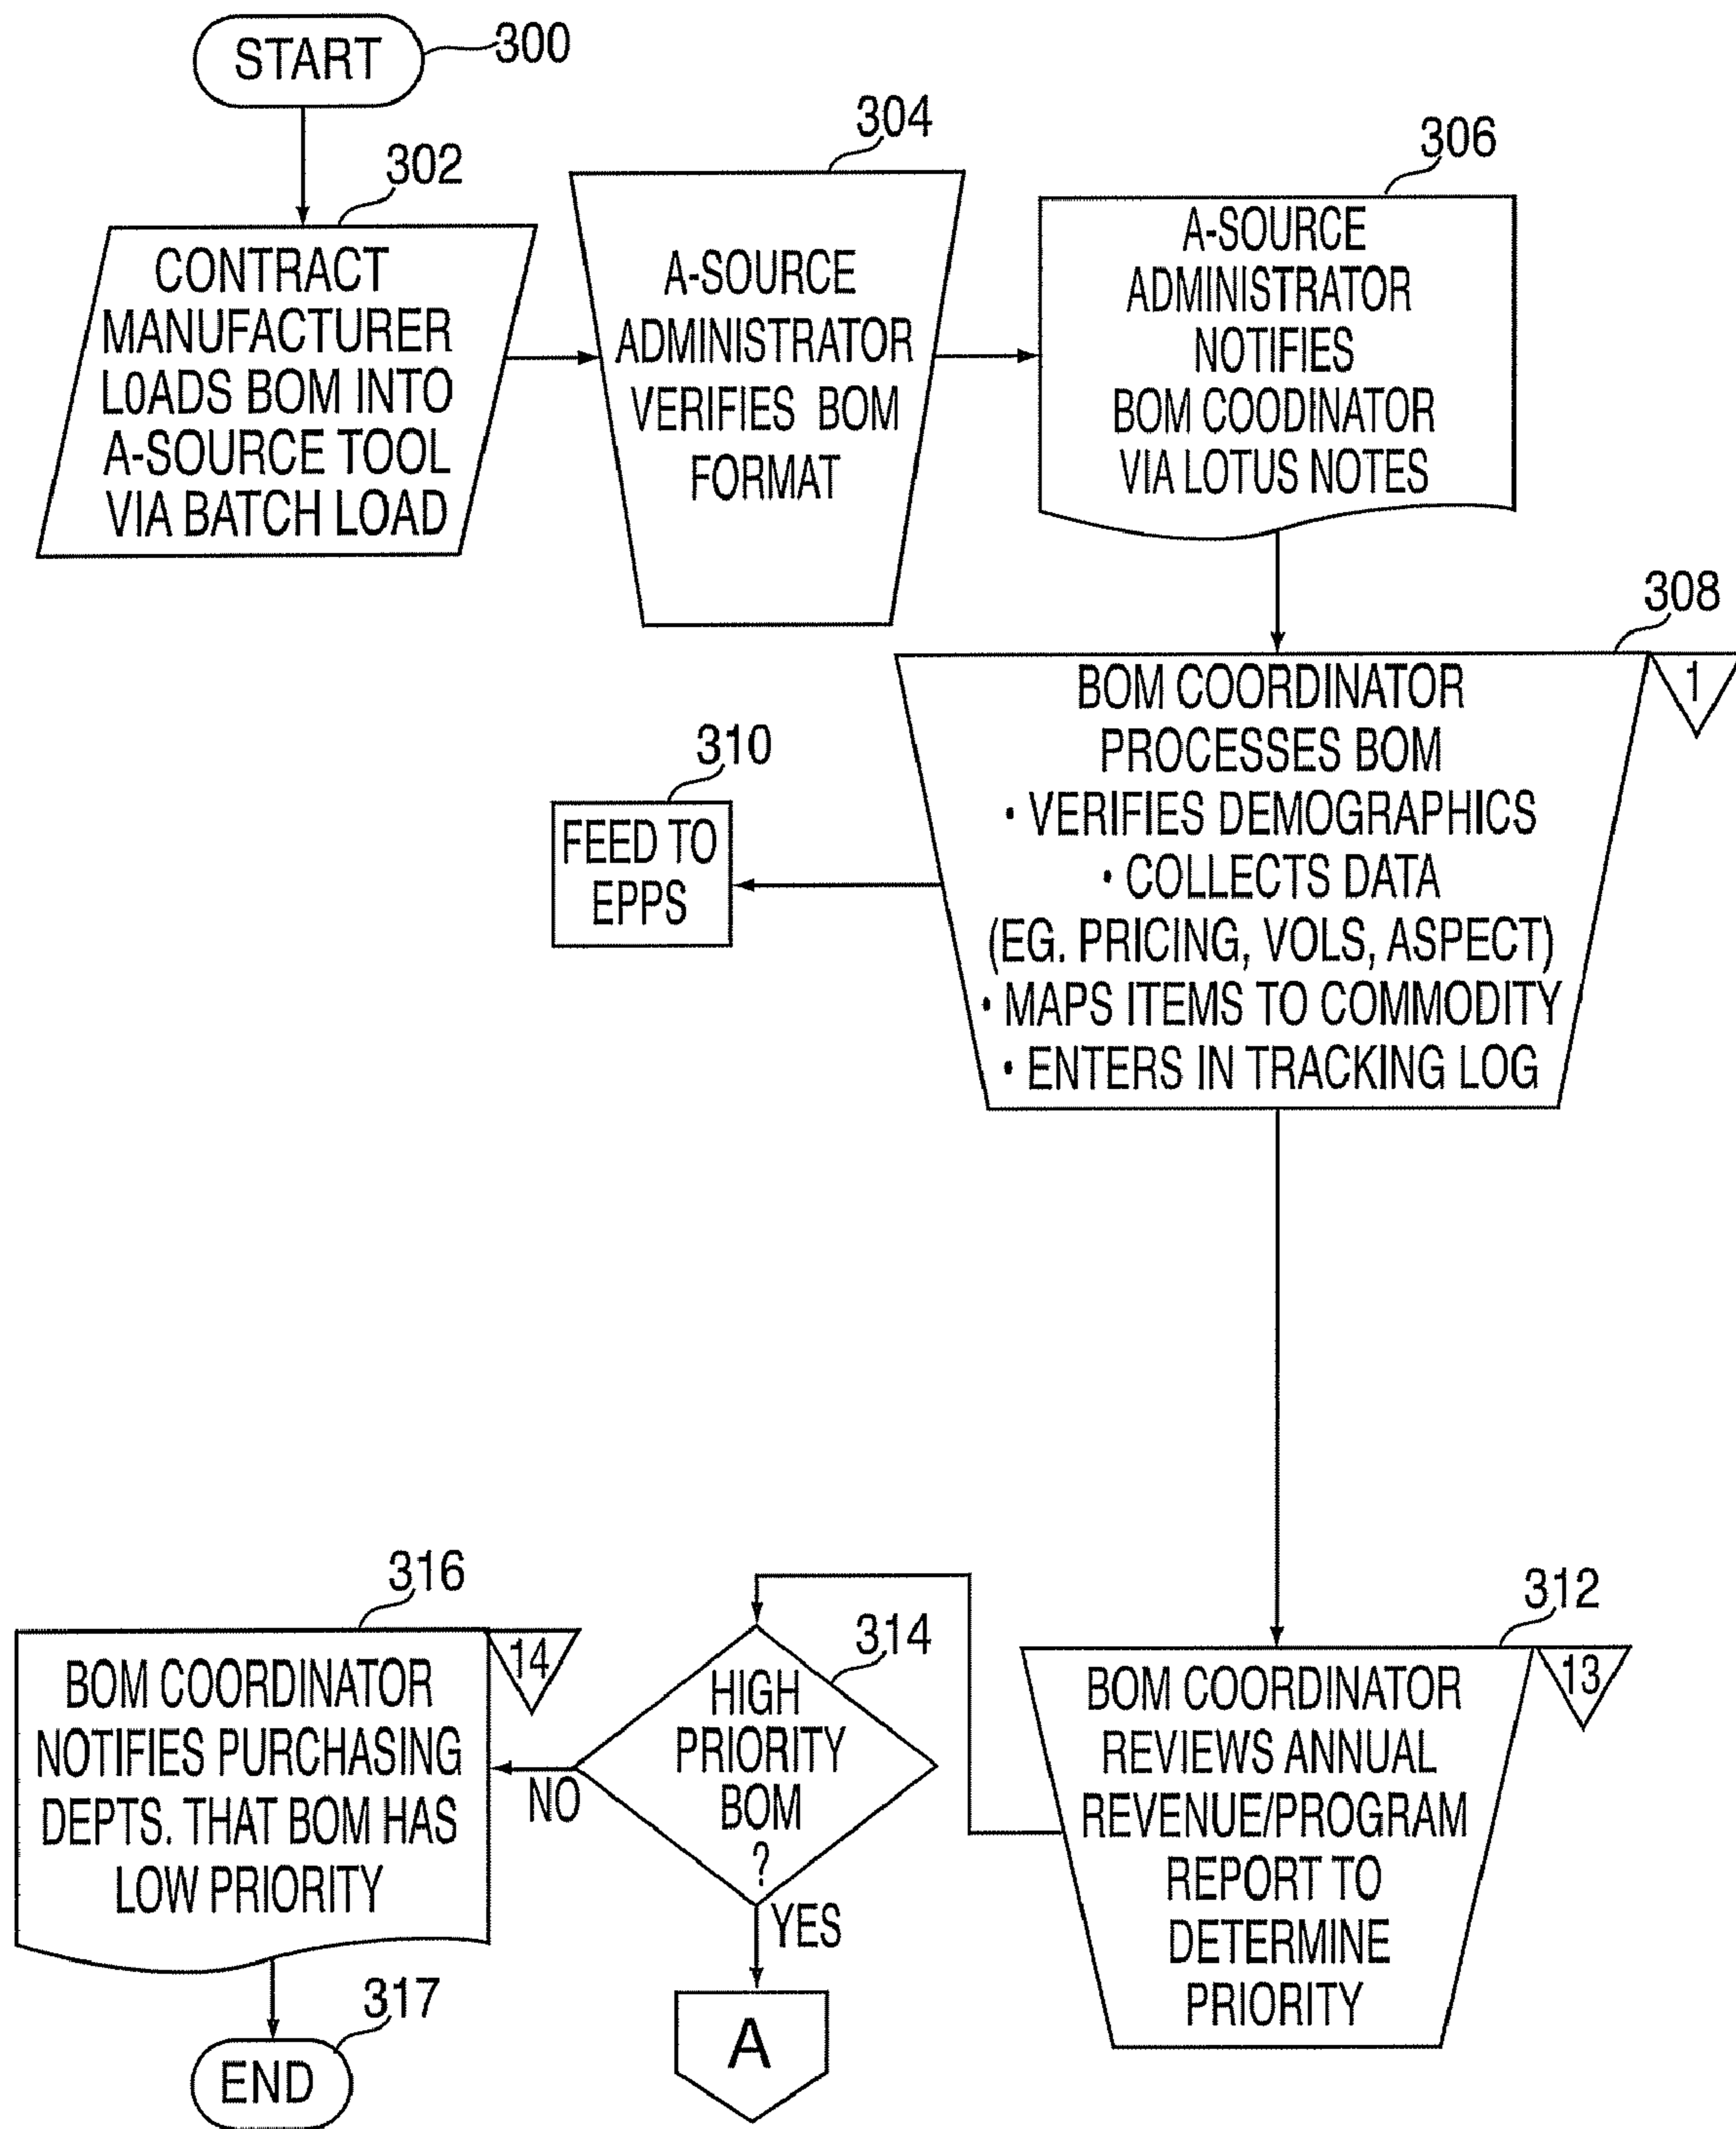 START
300
302
CONTRACT
MANUFACTURER
L0ADS BOM INTO
A-SOURCE TOOL
VIA BATCH LOAD
304
A-SOURCE
ADMINISTRATOR
VERIFIES BOM
FORMAT
306
A-SOURCE
ADMINISTRATOR
NOTIFIES
BOM COODINATOR
VIA LOTUS NOTES
308
1
BOM COORDINATOR
PROCESSES BOM
• VERIFIES DEMOGRAPHICS
• COLLECTS DATA
(EG. PRICING, VOLS, ASPECT)
• MAPS ITEMS TO COMMODITY
• ENTERS IN TRACKING LOG
310
FEED TO
EPPS
312
13
BOM COORDINATOR
REVIEWS ANNUAL
REVENUE/PROGRAM
REPORT TO
DETERMINE
PRIORITY
314
HIGH
PRIORITY
BOM
?
NO
YES
A
316
14
BOM COORDINATOR
NOTIFIES PURCHASING
DEPTS. THAT BOM HAS
LOW PRIORITY
317
END